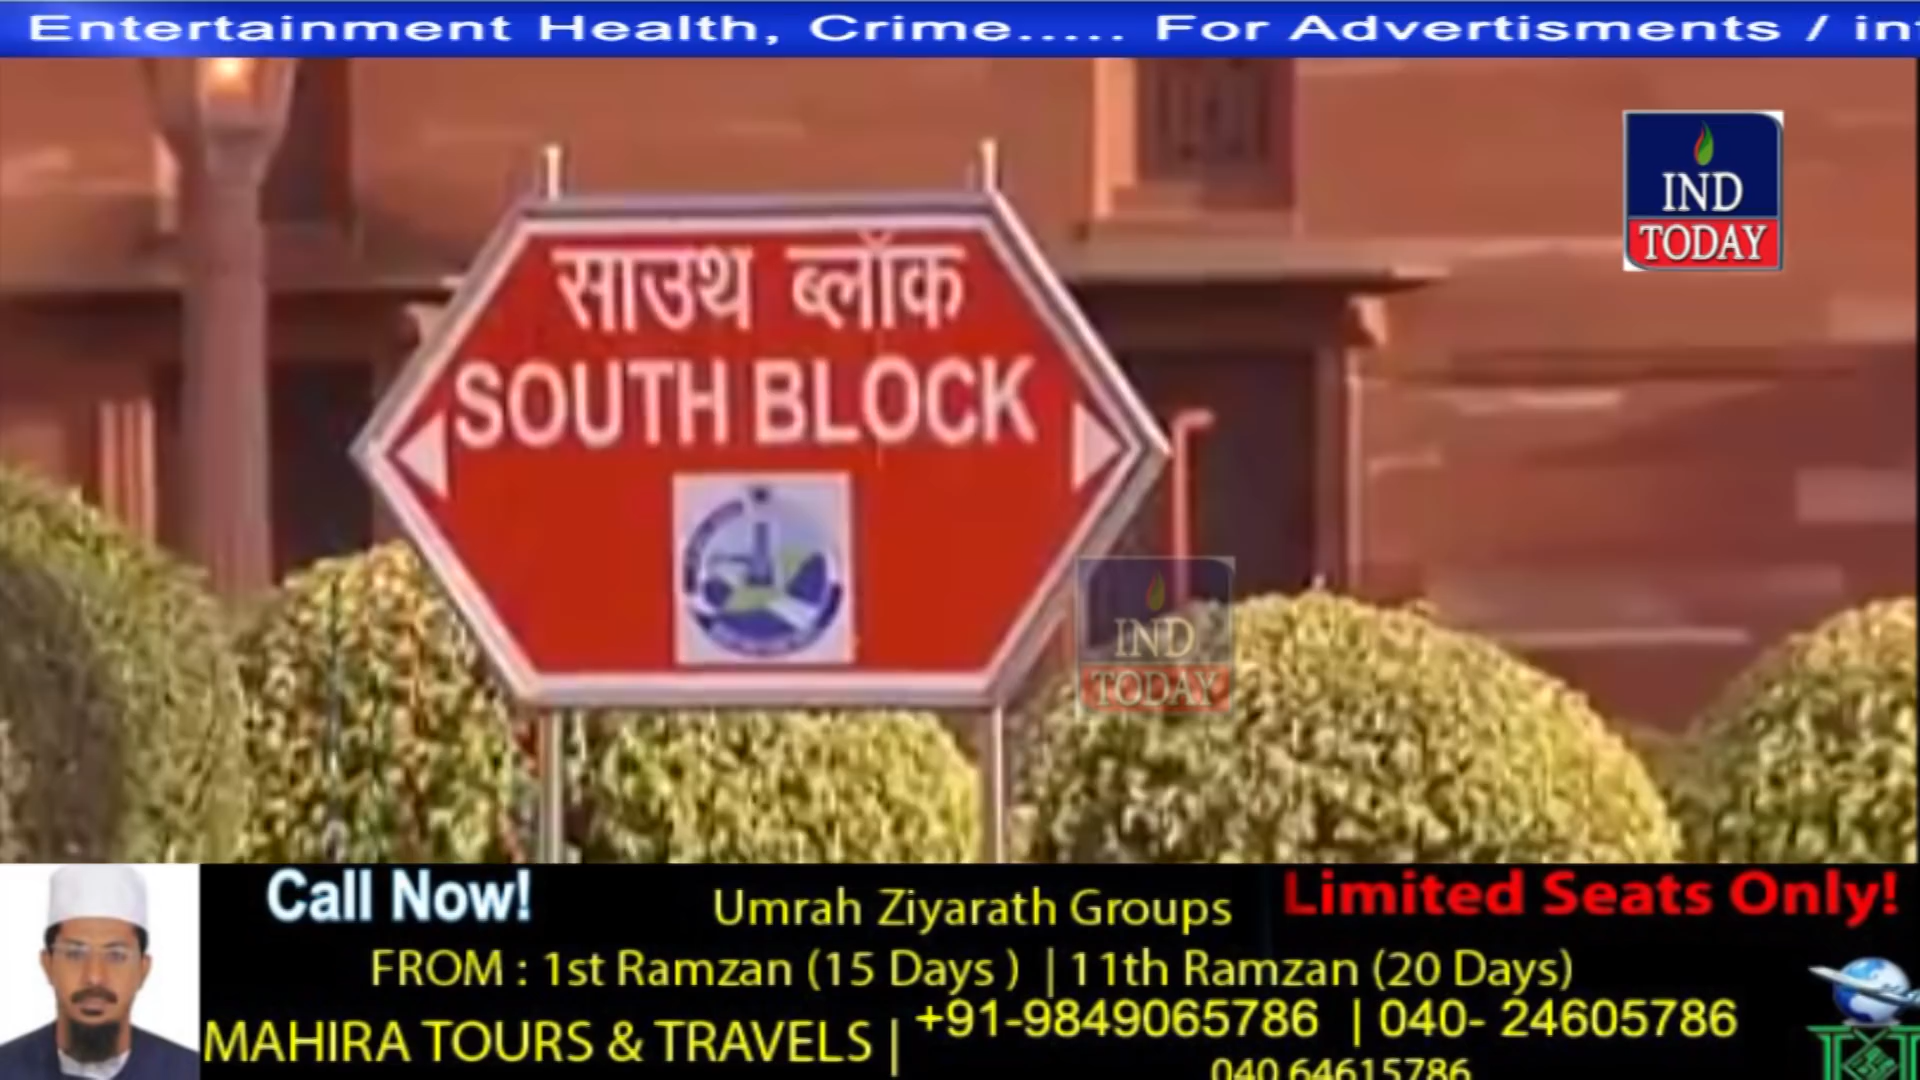 Entertainment Health, Crime..... For Advertisments / in
IND
TODAY
साउथ ब्लॉक
SOUTH BLOCK
IND
TODAY
Call Now!
Umrah Ziyarath Groups
Limited Seats Only!
FROM : 1st Ramzan (15 Days ) | 11th Ramzan (20 Days)
MAHIRA TOURS & TRAVELS | +91-9849065786 | 040- 24605786
040 64615786